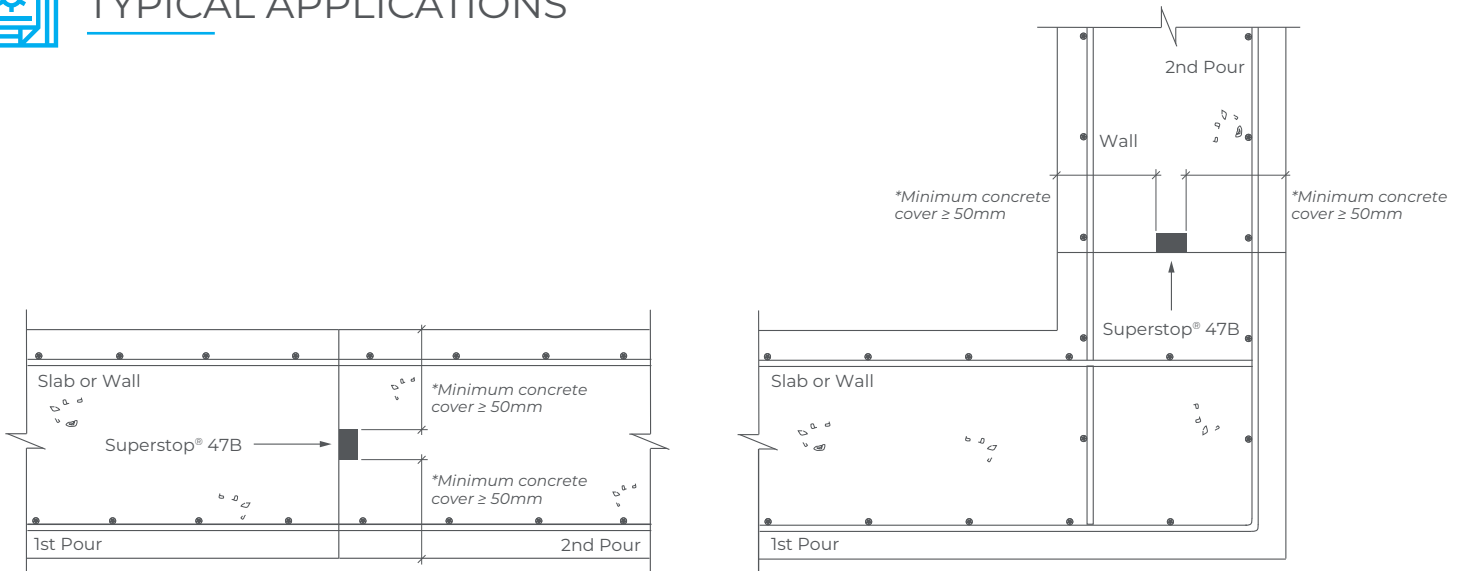 TYPICAL APPLICATIONS
Slab or Wall
Superstop® 47B
*Minimum concrete
cover ≥ 50mm
*Minimum concrete
cover ≥ 50mm
1st Pour
2nd Pour
2nd Pour
Wall
*Minimum concrete
cover ≥ 50mm
*Minimum concrete
cover ≥ 50mm
Superstop® 47B
Slab or Wall
1st Pour